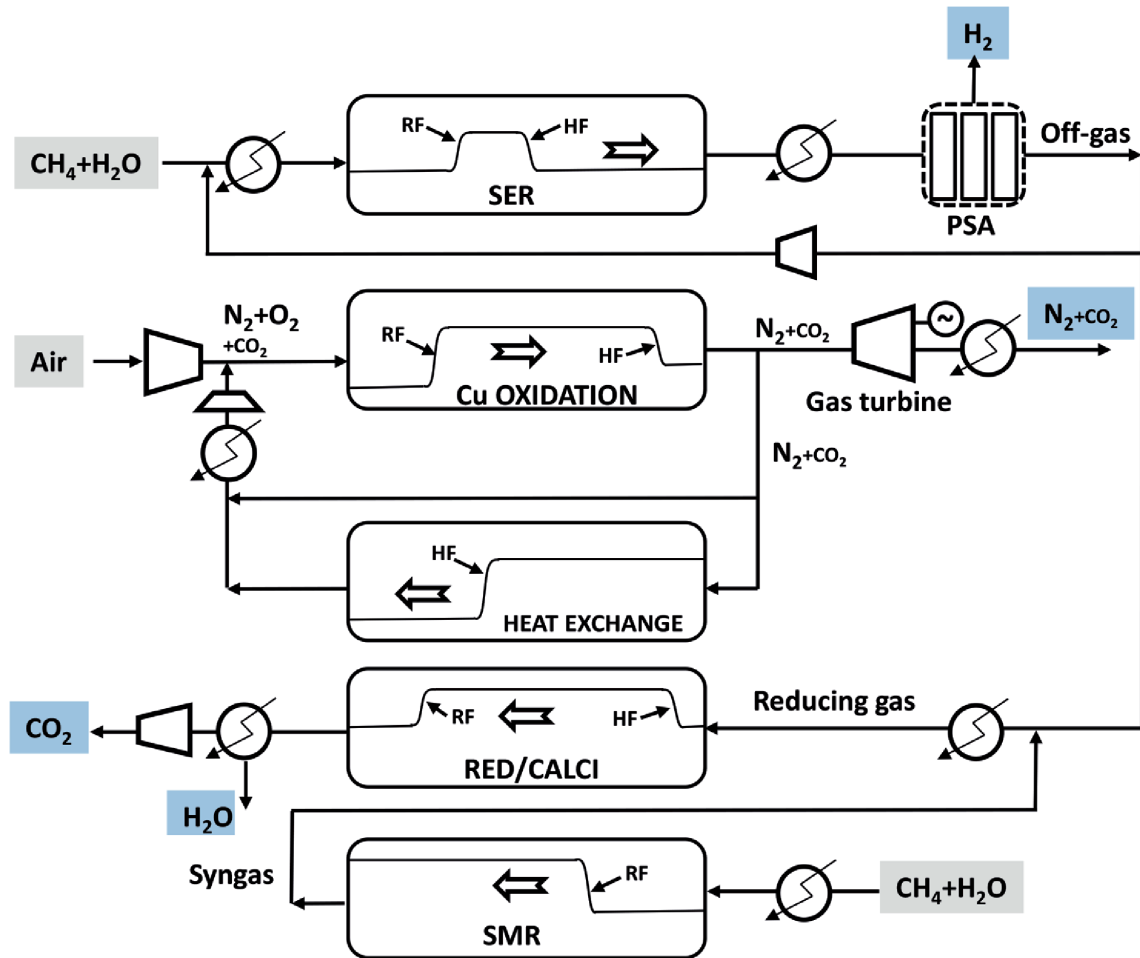 H₂
RF
HF
Off-gas
CH₄+H₂O
SER
PSA
N₂+O₂
+CO₂
RF
HF
N₂+CO₂
~
N₂+CO₂
Air
Cu OXIDATION
Gas turbine
N₂+CO₂
HF
HEAT EXCHANGE
CO₂
RF
HF
Reducing gas
RED/CALCI
H₂O
Syngas
RF
CH₄+H₂O
SMR